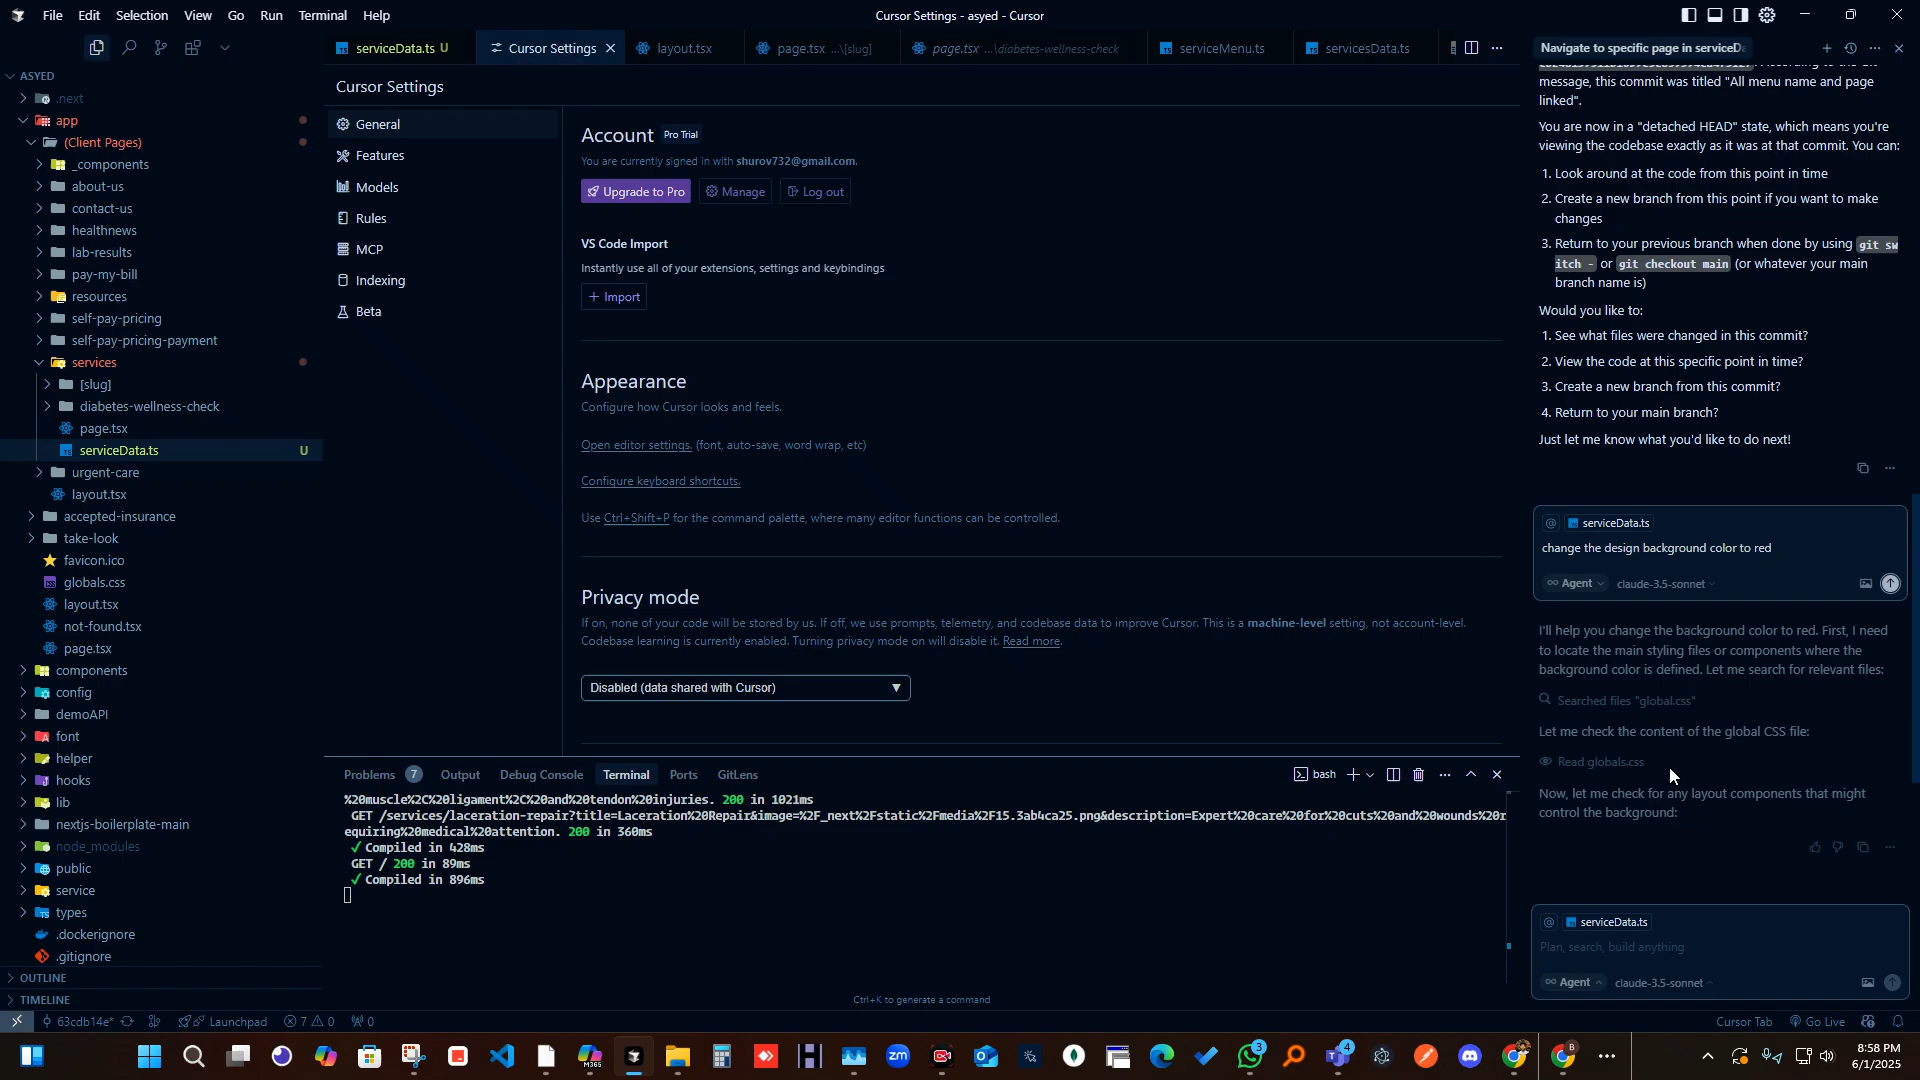 File Edit Selection View Go Run Terminal Help
Cursor Settings - asyed - Cursor
serviceData.ts U
Cursor Settings
layout.tsx
page.tsx ...\[slug]
page.tsx ...\diabetes-wellness-check
serviceMenu.ts
servicesData.ts
ASYED
.next
app
(Client Pages)
_components
about-us
contact-us
healthnews
lab-results
pay-my-bill
resources
self-pay-pricing
self-pay-pricing-payment
services
[slug]
diabetes-wellness-check
page.tsx
serviceData.ts U
urgent-care
layout.tsx
accepted-insurance
take-look
favicon.ico
globals.css
layout.tsx
not-found.tsx
page.tsx
components
config
demoAPI
font
helper
hooks
lib
nextjs-boilerplate-main
node_modules
public
service
types
.dockerignore
.gitignore
OUTLINE
TIMELINE
Cursor Settings
General
Features
Models
Rules
MCP
Indexing
Beta
Account Pro Trial
You are currently signed in with shurov732@gmail.com.
Upgrade to Pro Manage Log out
VS Code Import
Instantly use all of your extensions, settings and keybindings
+ Import
Appearance
Configure how Cursor looks and feels.
Open editor settings. (font, auto-save, word wrap, etc)
Configure keyboard shortcuts.
Use Ctrl+Shift+P for the command palette, where many editor functions can be controlled.
Privacy mode
If on, none of your code will be stored by us. If off, we use prompts, telemetry, and codebase data to improve Cursor. This is a machine-level setting, not account-level.
Codebase learning is currently enabled. Turning privacy mode on will disable it. Read more.
Disabled (data shared with Cursor)
Problems 7 Output Debug Console Terminal Ports GitLens
bash
%20muscle%2C%20ligament%2C%20and%20tendon%20injuries. 200 in 1021ms
GET /services/laceration-repair?title=Laceration%20Repair&image=%2F_next%2Fstatic%2Fmedia%2F15.3ab4ca25.png&description=Expert%20care%20for%20cuts%20and%20wounds%20r
equiring%20medical%20attention. 200 in 360ms
✓ Compiled in 428ms
GET / 200 in 89ms
✓ Compiled in 896ms
Ctrl+K to generate a command
Navigate to specific page in serviceDa
message, this commit was titled "All menu name and page
linked".
You are now in a "detached HEAD" state, which means you're
viewing the codebase exactly as it was at that commit. You can:
1. Look around at the code from this point in time
2. Create a new branch from this point if you want to make
changes
3. Return to your previous branch when done by using git sw
itch - or git checkout main (or whatever your main
branch name is)
Would you like to:
1. See what files were changed in this commit?
2. View the code at this specific point in time?
3. Create a new branch from this commit?
4. Return to your main branch?
Just let me know what you'd like to do next!
@ serviceData.ts
change the design background color to red
Agent claude-3.5-sonnet
I'll help you change the background color to red. First, I need
to locate the main styling files or components where the
background color is defined. Let me search for relevant files:
Searched files "global.css"
Let me check the content of the global CSS file:
Read globals.css
Now, let me check for any layout components that might
control the background:
@ serviceData.ts
Plan, search, build anything
Agent claude-3.5-sonnet
63cdb14e* Launchpad 7 0 0
Cursor Tab Go Live
zm
M365
3
4
B
8:58 PM
6/1/2025